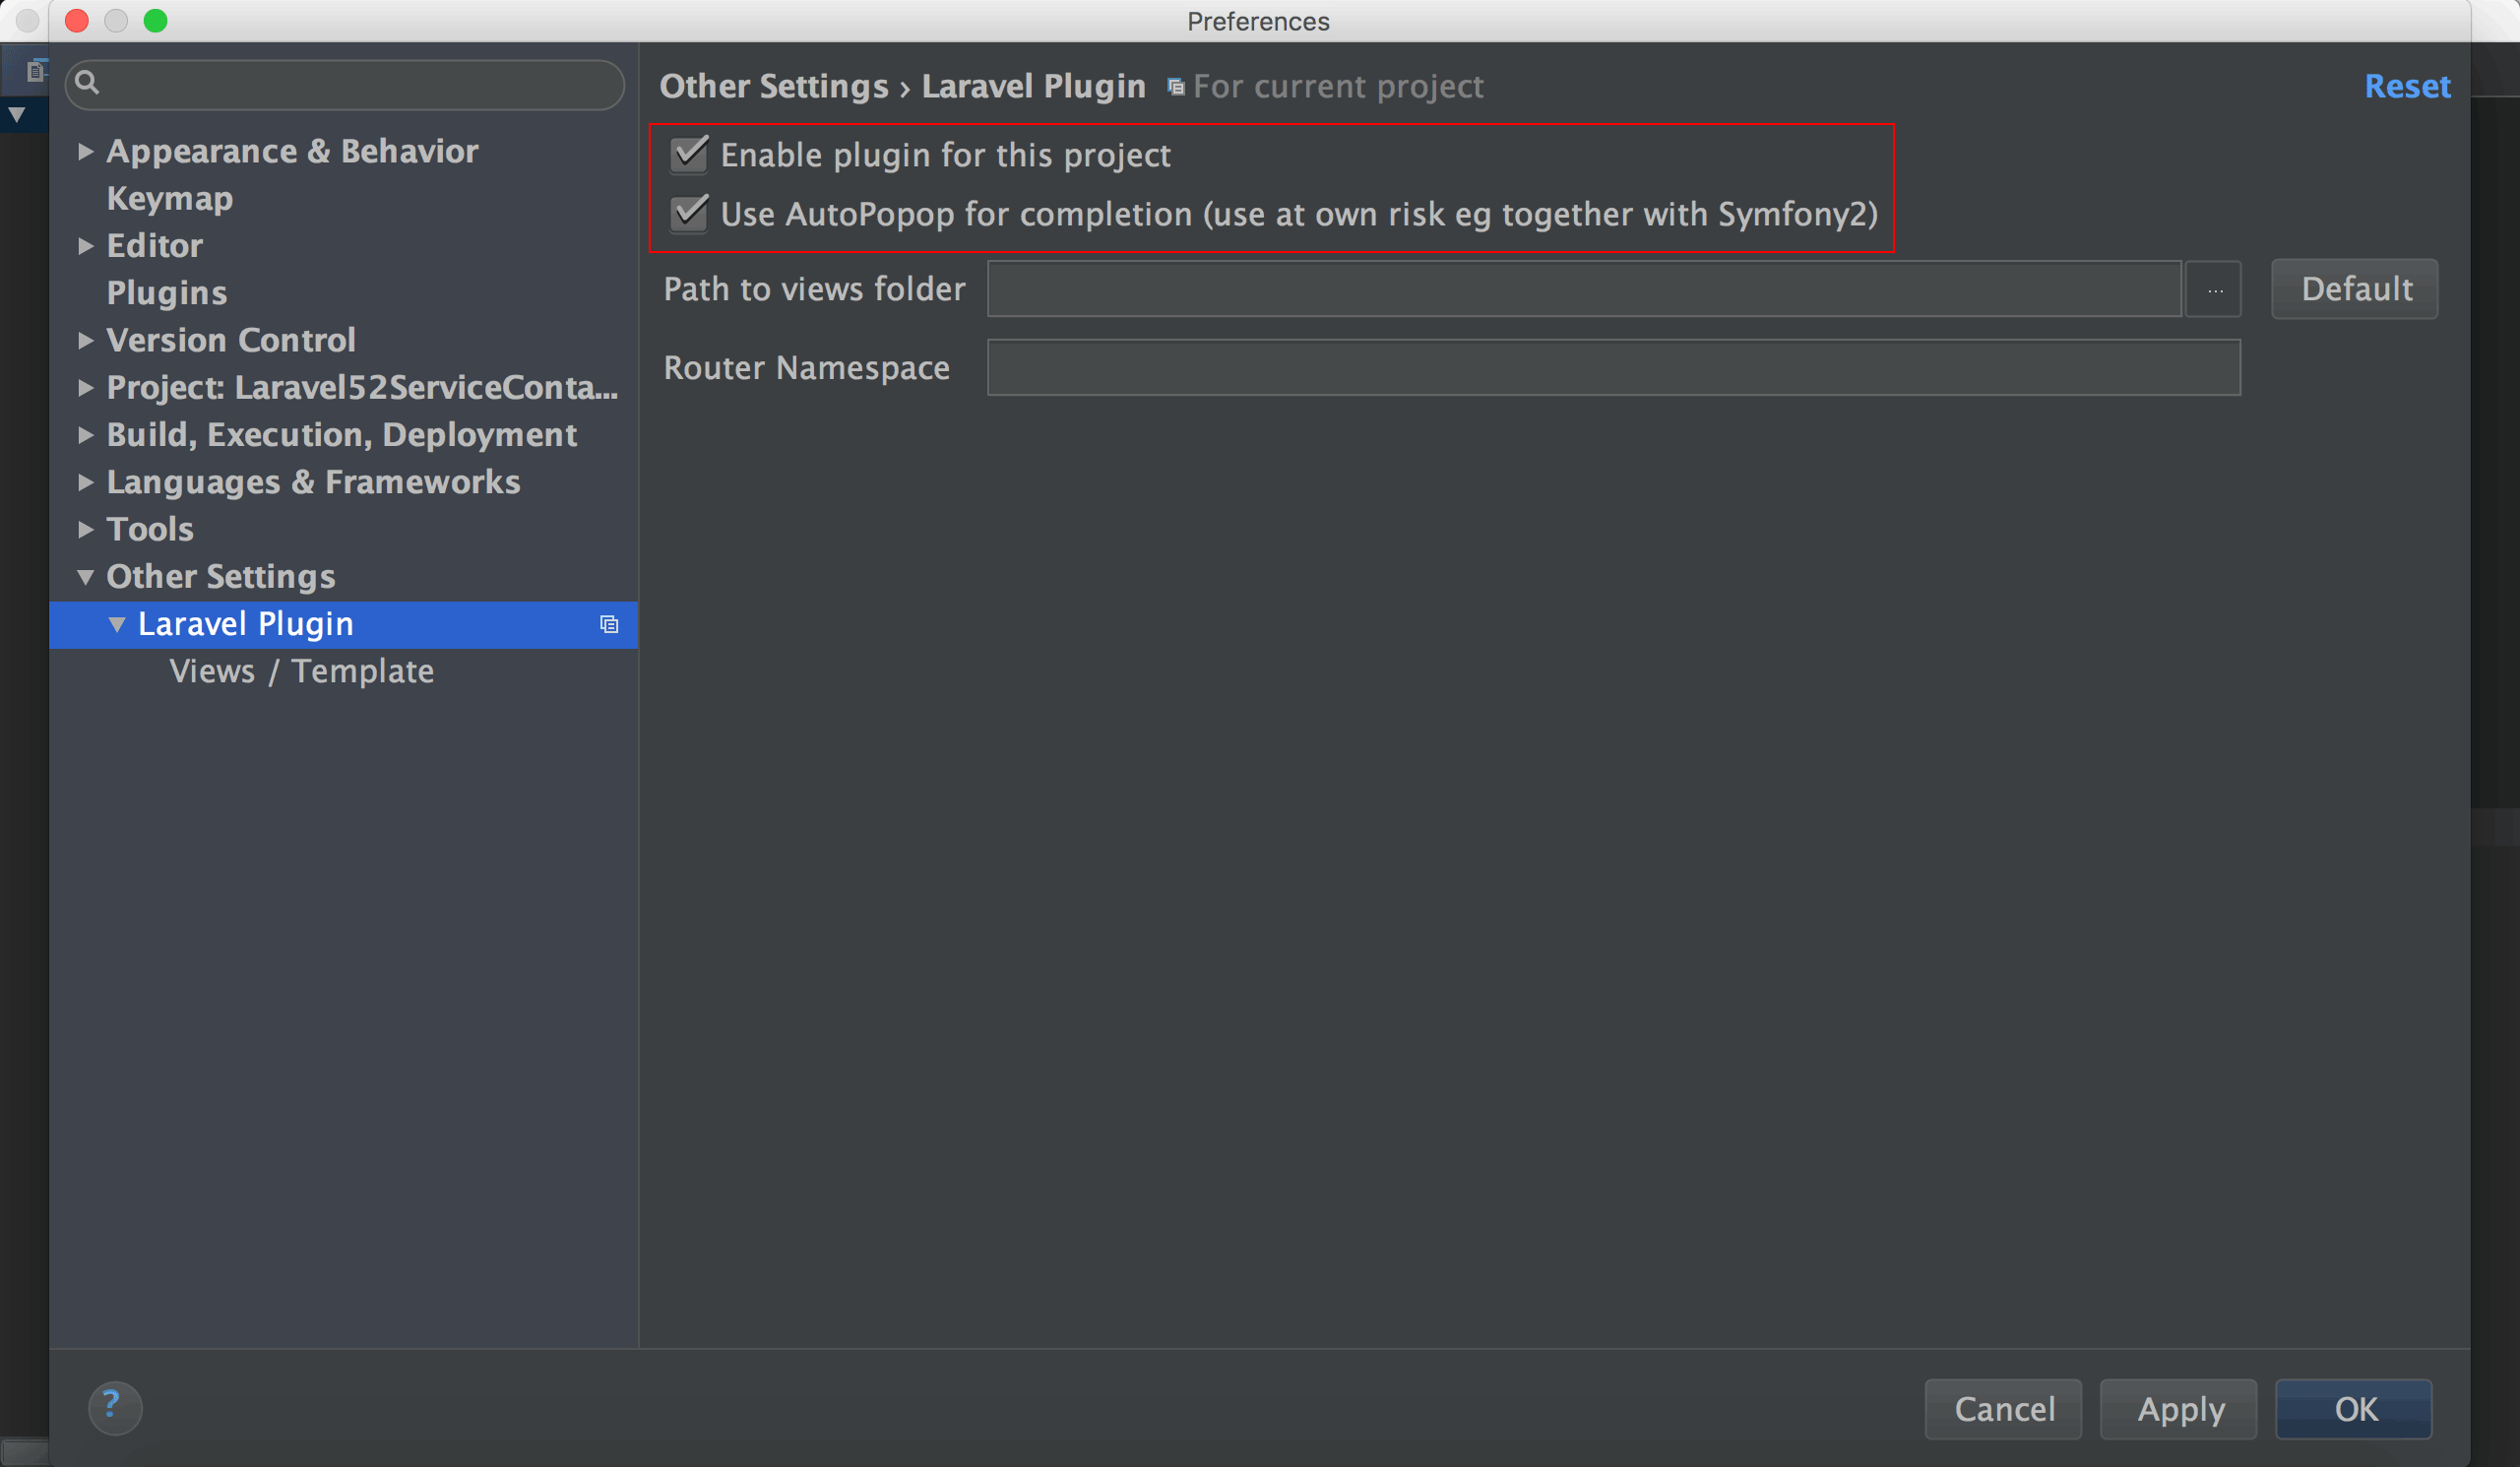 Preferences
Appearance & Behavior
Keymap
Editor
Plugins
Version Control
Project: Laravel52ServiceConta...
Build, Execution, Deployment
Languages & Frameworks
Tools
Other Settings
Laravel Plugin
Views / Template
Other Settings › Laravel Plugin For current project Reset
Enable plugin for this project
Use AutoPopop for completion (use at own risk eg together with Symfony2)
Path to views folder ... Default
Router Namespace
? Cancel Apply OK